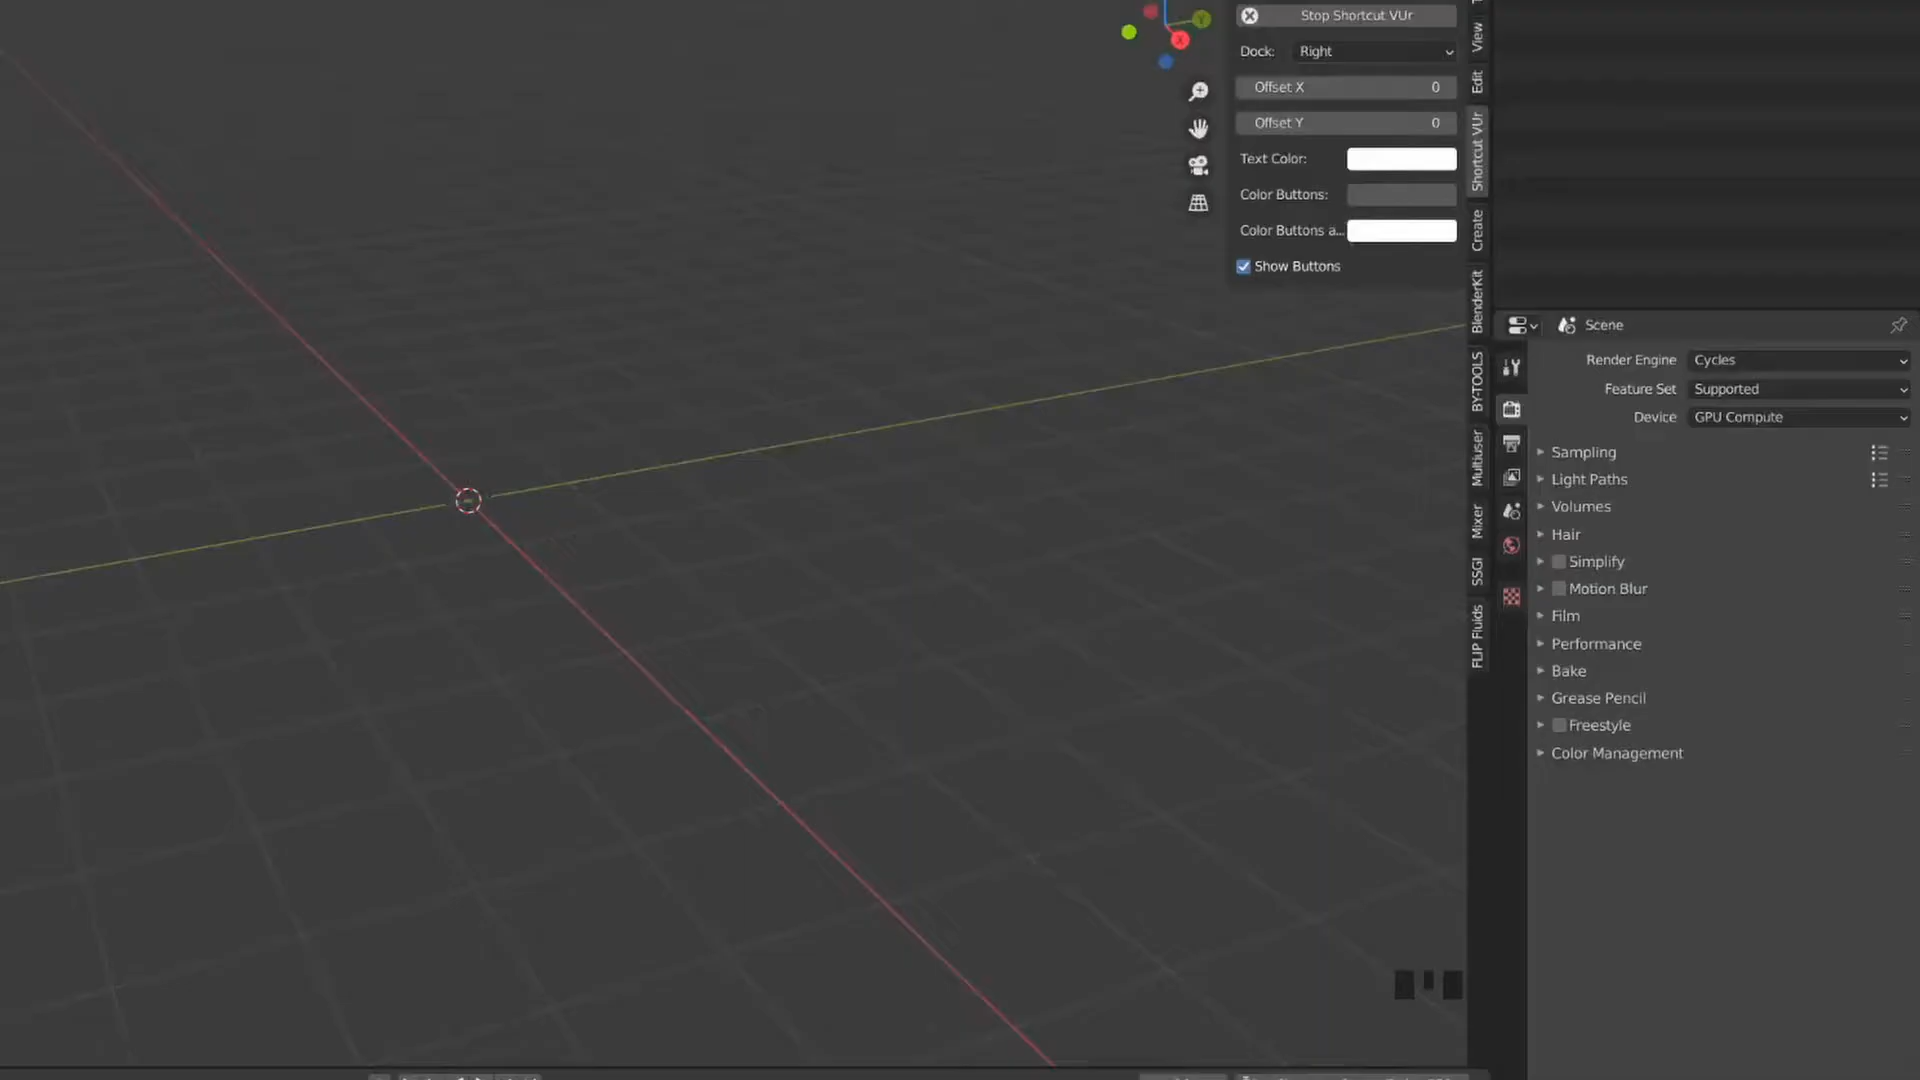 Stop Shortcut VUr
Dock: Right
Offset X 0
Offset Y 0
Text Color:
Color Buttons:
Color Buttons a...
Show Buttons
View
Edit
Shortcut VUr
Create
BlenderKit
BY-TOOLS
Multiuser
Mixer
SSGI
FLIP Fluids
Y
X
Scene
Render Engine Cycles
Feature Set Supported
Device GPU Compute
Sampling
Light Paths
Volumes
Hair
Simplify
Motion Blur
Film
Performance
Bake
Grease Pencil
Freestyle
Color Management